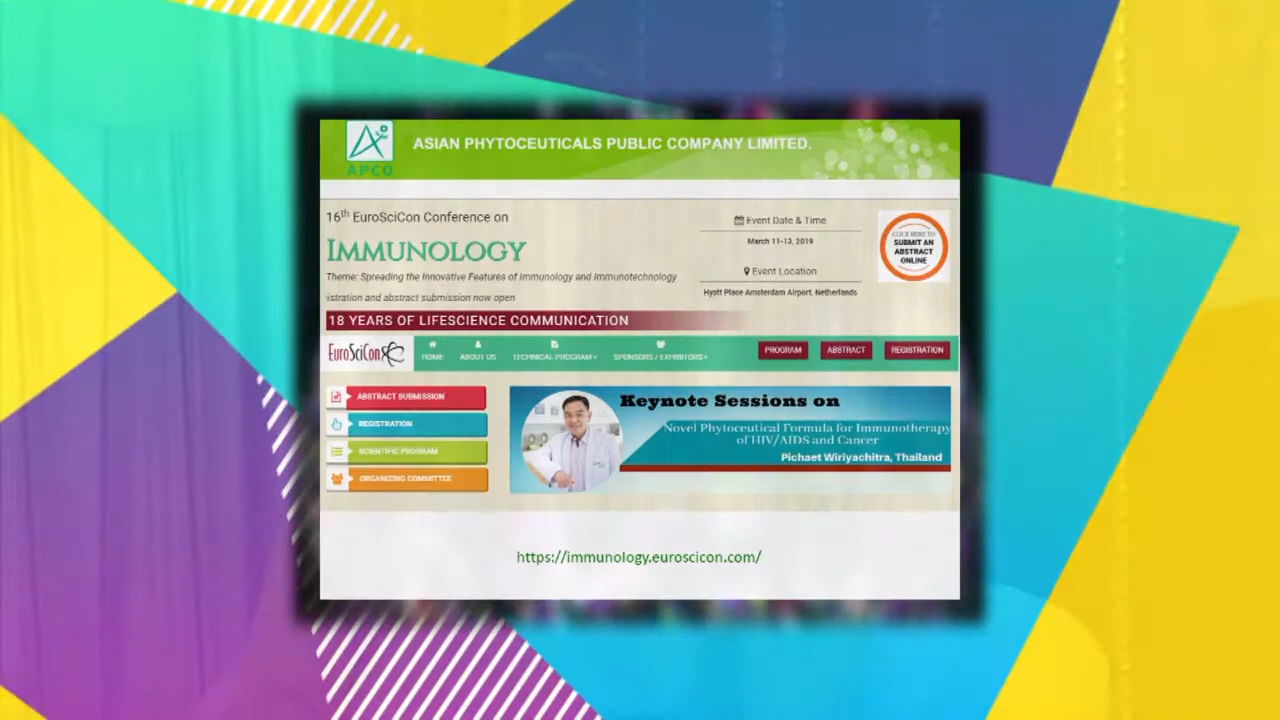 APCO
ASIAN PHYTOCEUTICALS PUBLIC COMPANY LIMITED.
16th EuroSciCon Conference on
IMMUNOLOGY
Theme: Spreading the Innovative Features of Immunology and Immunotechnology
istration and abstract submission now open
18 YEARS OF LIFESCIENCE COMMUNICATION
Event Date & Time
March 11-13, 2019
Event Location
Hyatt Place Amsterdam Airport, Netherlands
CLICK HERE TO
SUBMIT AN
ABSTRACT
ONLINE
EuroSciCon
HOME
ABOUT US
TECHNICAL PROGRAM
SPONSORS / EXHIBITORS
PROGRAM
ABSTRACT
REGISTRATION
ABSTRACT SUBMISSION
REGISTRATION
SCIENTIFIC PROGRAM
ORGANIZING COMMITTEE
Keynote Sessions on
Novel Phytoceutical Formula for Immunotherapy
of HIV/AIDS and Cancer
Pichaet Wiriyachitra, Thailand
https://immunology.euroscicon.com/